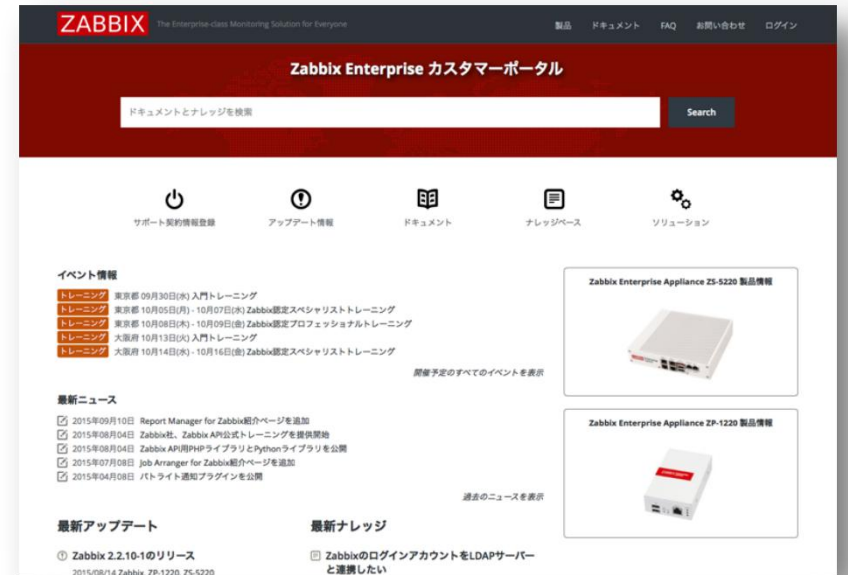 ZABBIX The Enterprise-class Monitoring Solution for Everyone
製品 ドキュメント FAQ お問い合わせ ログイン
Zabbix Enterprise カスタマーポータル
ドキュメントとナレッジを検索
Search
サポート契約情報登録 アップデート情報 ドキュメント ナレッジベース ソリューション
イベント情報
トレーニング 東京都 09月30日(水) 入門トレーニング
トレーニング 東京都 10月05日(月) - 10月07日(水) Zabbix認定スペシャリストトレーニング
トレーニング 東京都 10月08日(木) - 10月09日(金) Zabbix認定プロフェッショナルトレーニング
トレーニング 大阪府 10月13日(火) 入門トレーニング
トレーニング 大阪府 10月14日(水) - 10月16日(金) Zabbix認定スペシャリストトレーニング
開催予定のすべてのイベントを表示
最新ニュース
2015年09月10日 Report Manager for Zabbix紹介ページを追加
2015年08月04日 Zabbix社、Zabbix API公式トレーニングを提供開始
2015年08月04日 Zabbix API用PHPライブラリとPythonライブラリを公開
2015年07月08日 Job Arranger for Zabbix紹介ページを追加
2015年04月08日 パトライト通知プラグインを公開
過去のニュースを表示
Zabbix Enterprise Appliance ZS-5220 製品情報
Zabbix Enterprise Appliance ZP-1220 製品情報
最新アップデート
Zabbix 2.2.10-1のリリース
2015/08/14 Zabbix, ZP-1220, ZS-5220
最新ナレッジ
ZabbixのログインアカウントをLDAPサーバー
と連携したい